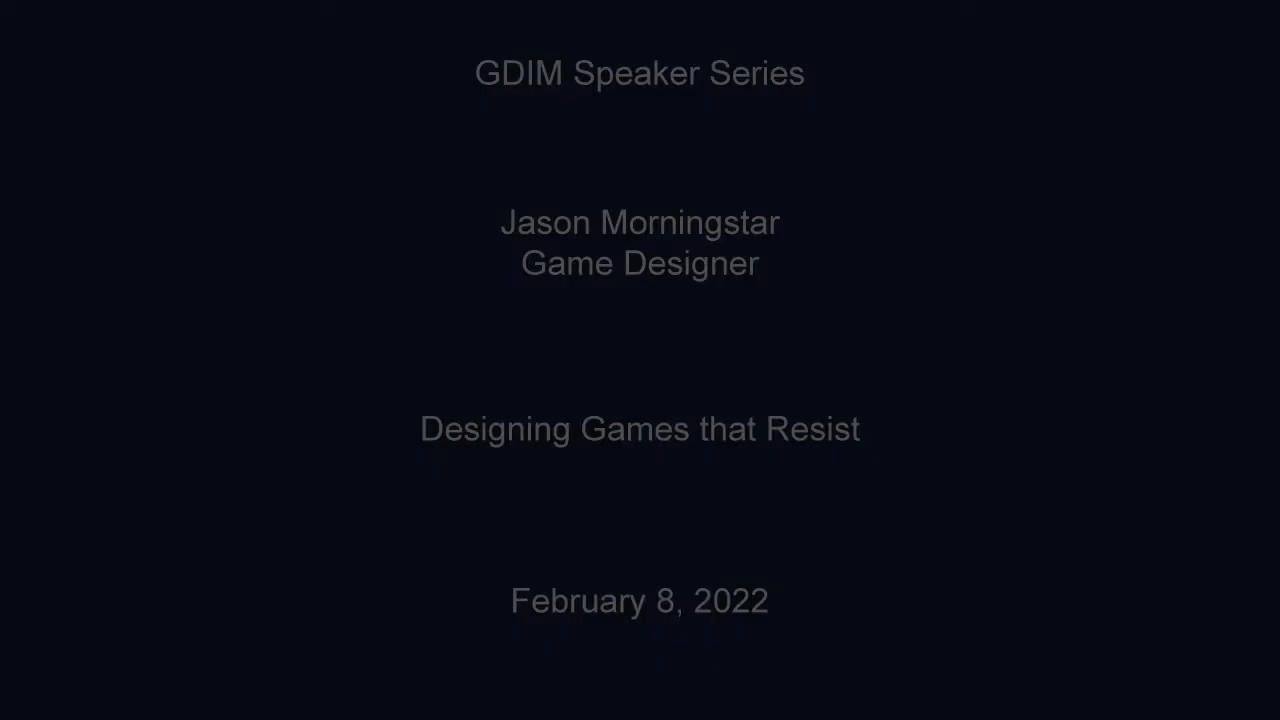 GDIM Speaker Series
Jason Morningstar
Game Designer
Designing Games that Resist
February 8, 2022